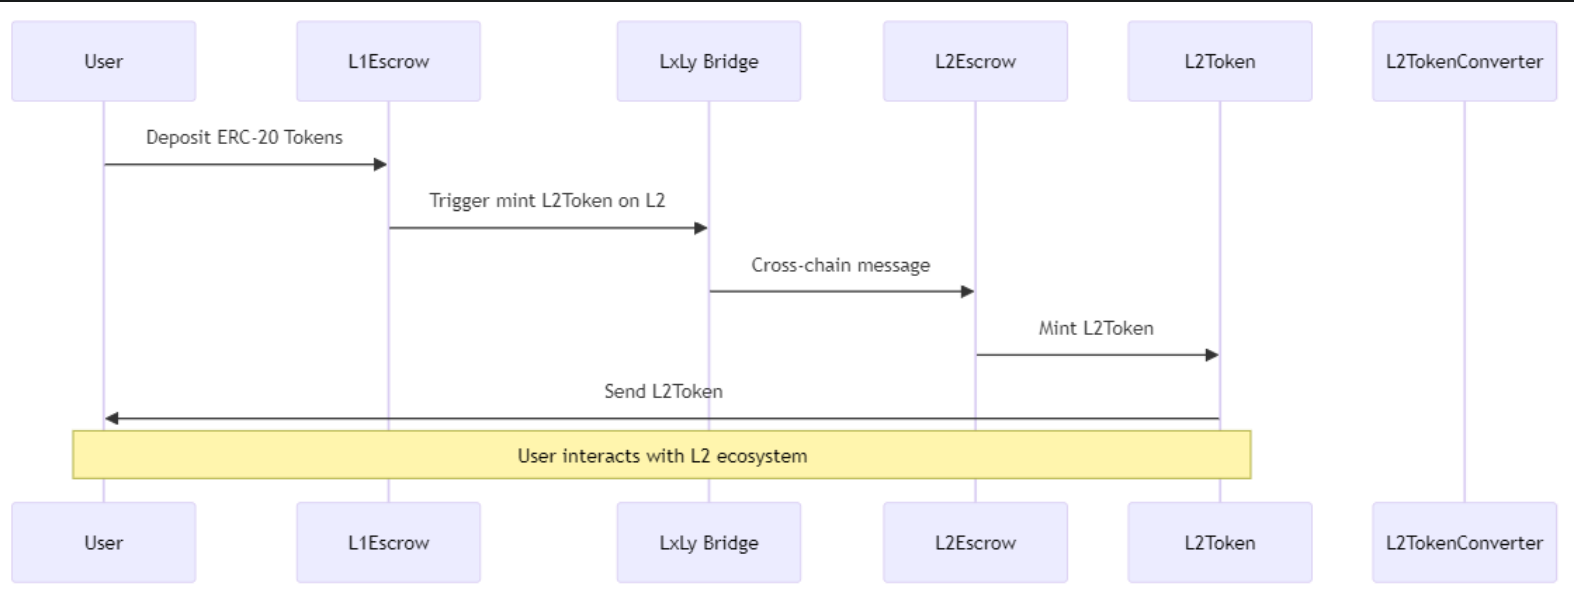 User
L1Escrow
LxLy Bridge
L2Escrow
L2Token
L2TokenConverter
Deposit ERC-20 Tokens
Trigger mint L2Token on L2
Cross-chain message
Mint L2Token
Send L2Token
User interacts with L2 ecosystem
User
L1Escrow
LxLy Bridge
L2Escrow
L2Token
L2TokenConverter